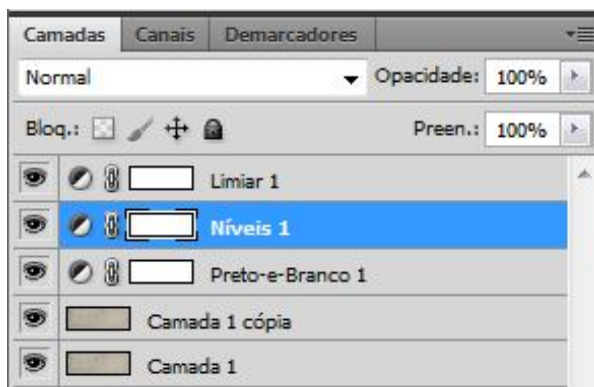 Camadas Canais Demarcadores
Normal Opacidade: 100%
Bloq.: Preen.: 100%
Limiar 1
Níveis 1
Preto-e-Branco 1
Camada 1 cópia
Camada 1